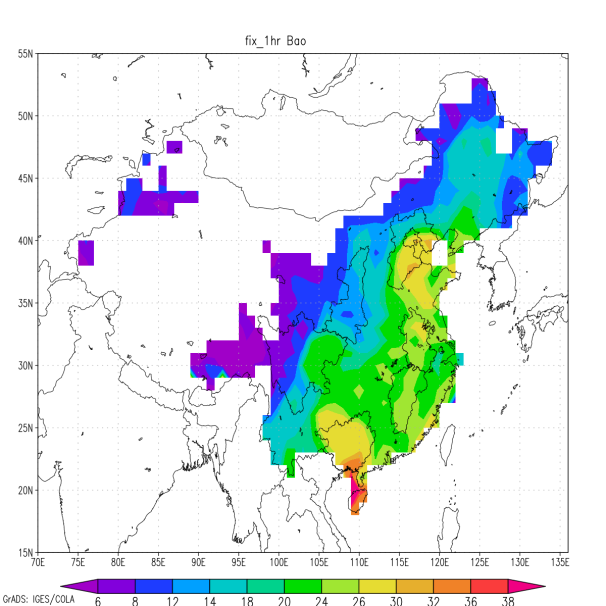 fix_1hr Bao
55N
50N
45N
40N
35N
30N
25N
20N
15N
70E 75E 80E 85E 90E 95E 100E 105E 110E 115E 120E 125E 130E 135E
6 8 12 14 18 20 24 26 30 32 36 38
GrADS: IGES/COLA